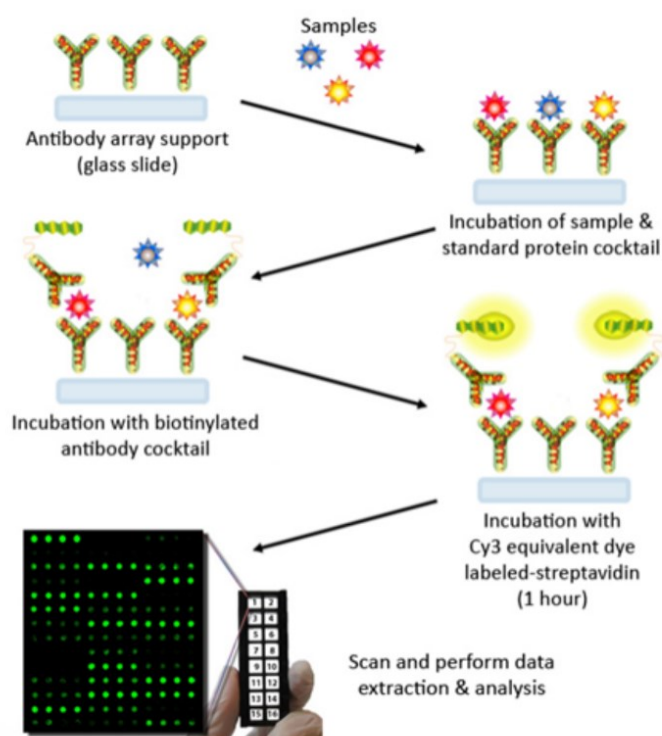 Samples
Antibody array support
(glass slide)
Incubation of sample &
standard protein cocktail
Incubation with biotinylated
antibody cocktail
Incubation with
Cy3 equivalent dye
labeled-streptavidin
(1 hour)
1 2
3 4
5 6
7 8
9 10
11 12
13 14
15 16
Scan and perform data
extraction & analysis